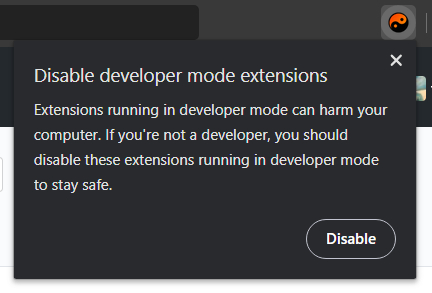 Disable developer mode extensions
Extensions running in developer mode can harm your
computer. If you're not a developer, you should
disable these extensions running in developer mode
to stay safe.
Disable